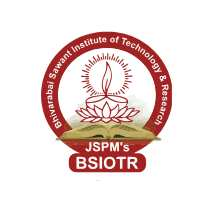 Bhivarabai Sawant Institute of Technology & Research
JSPM's
BSIOTR